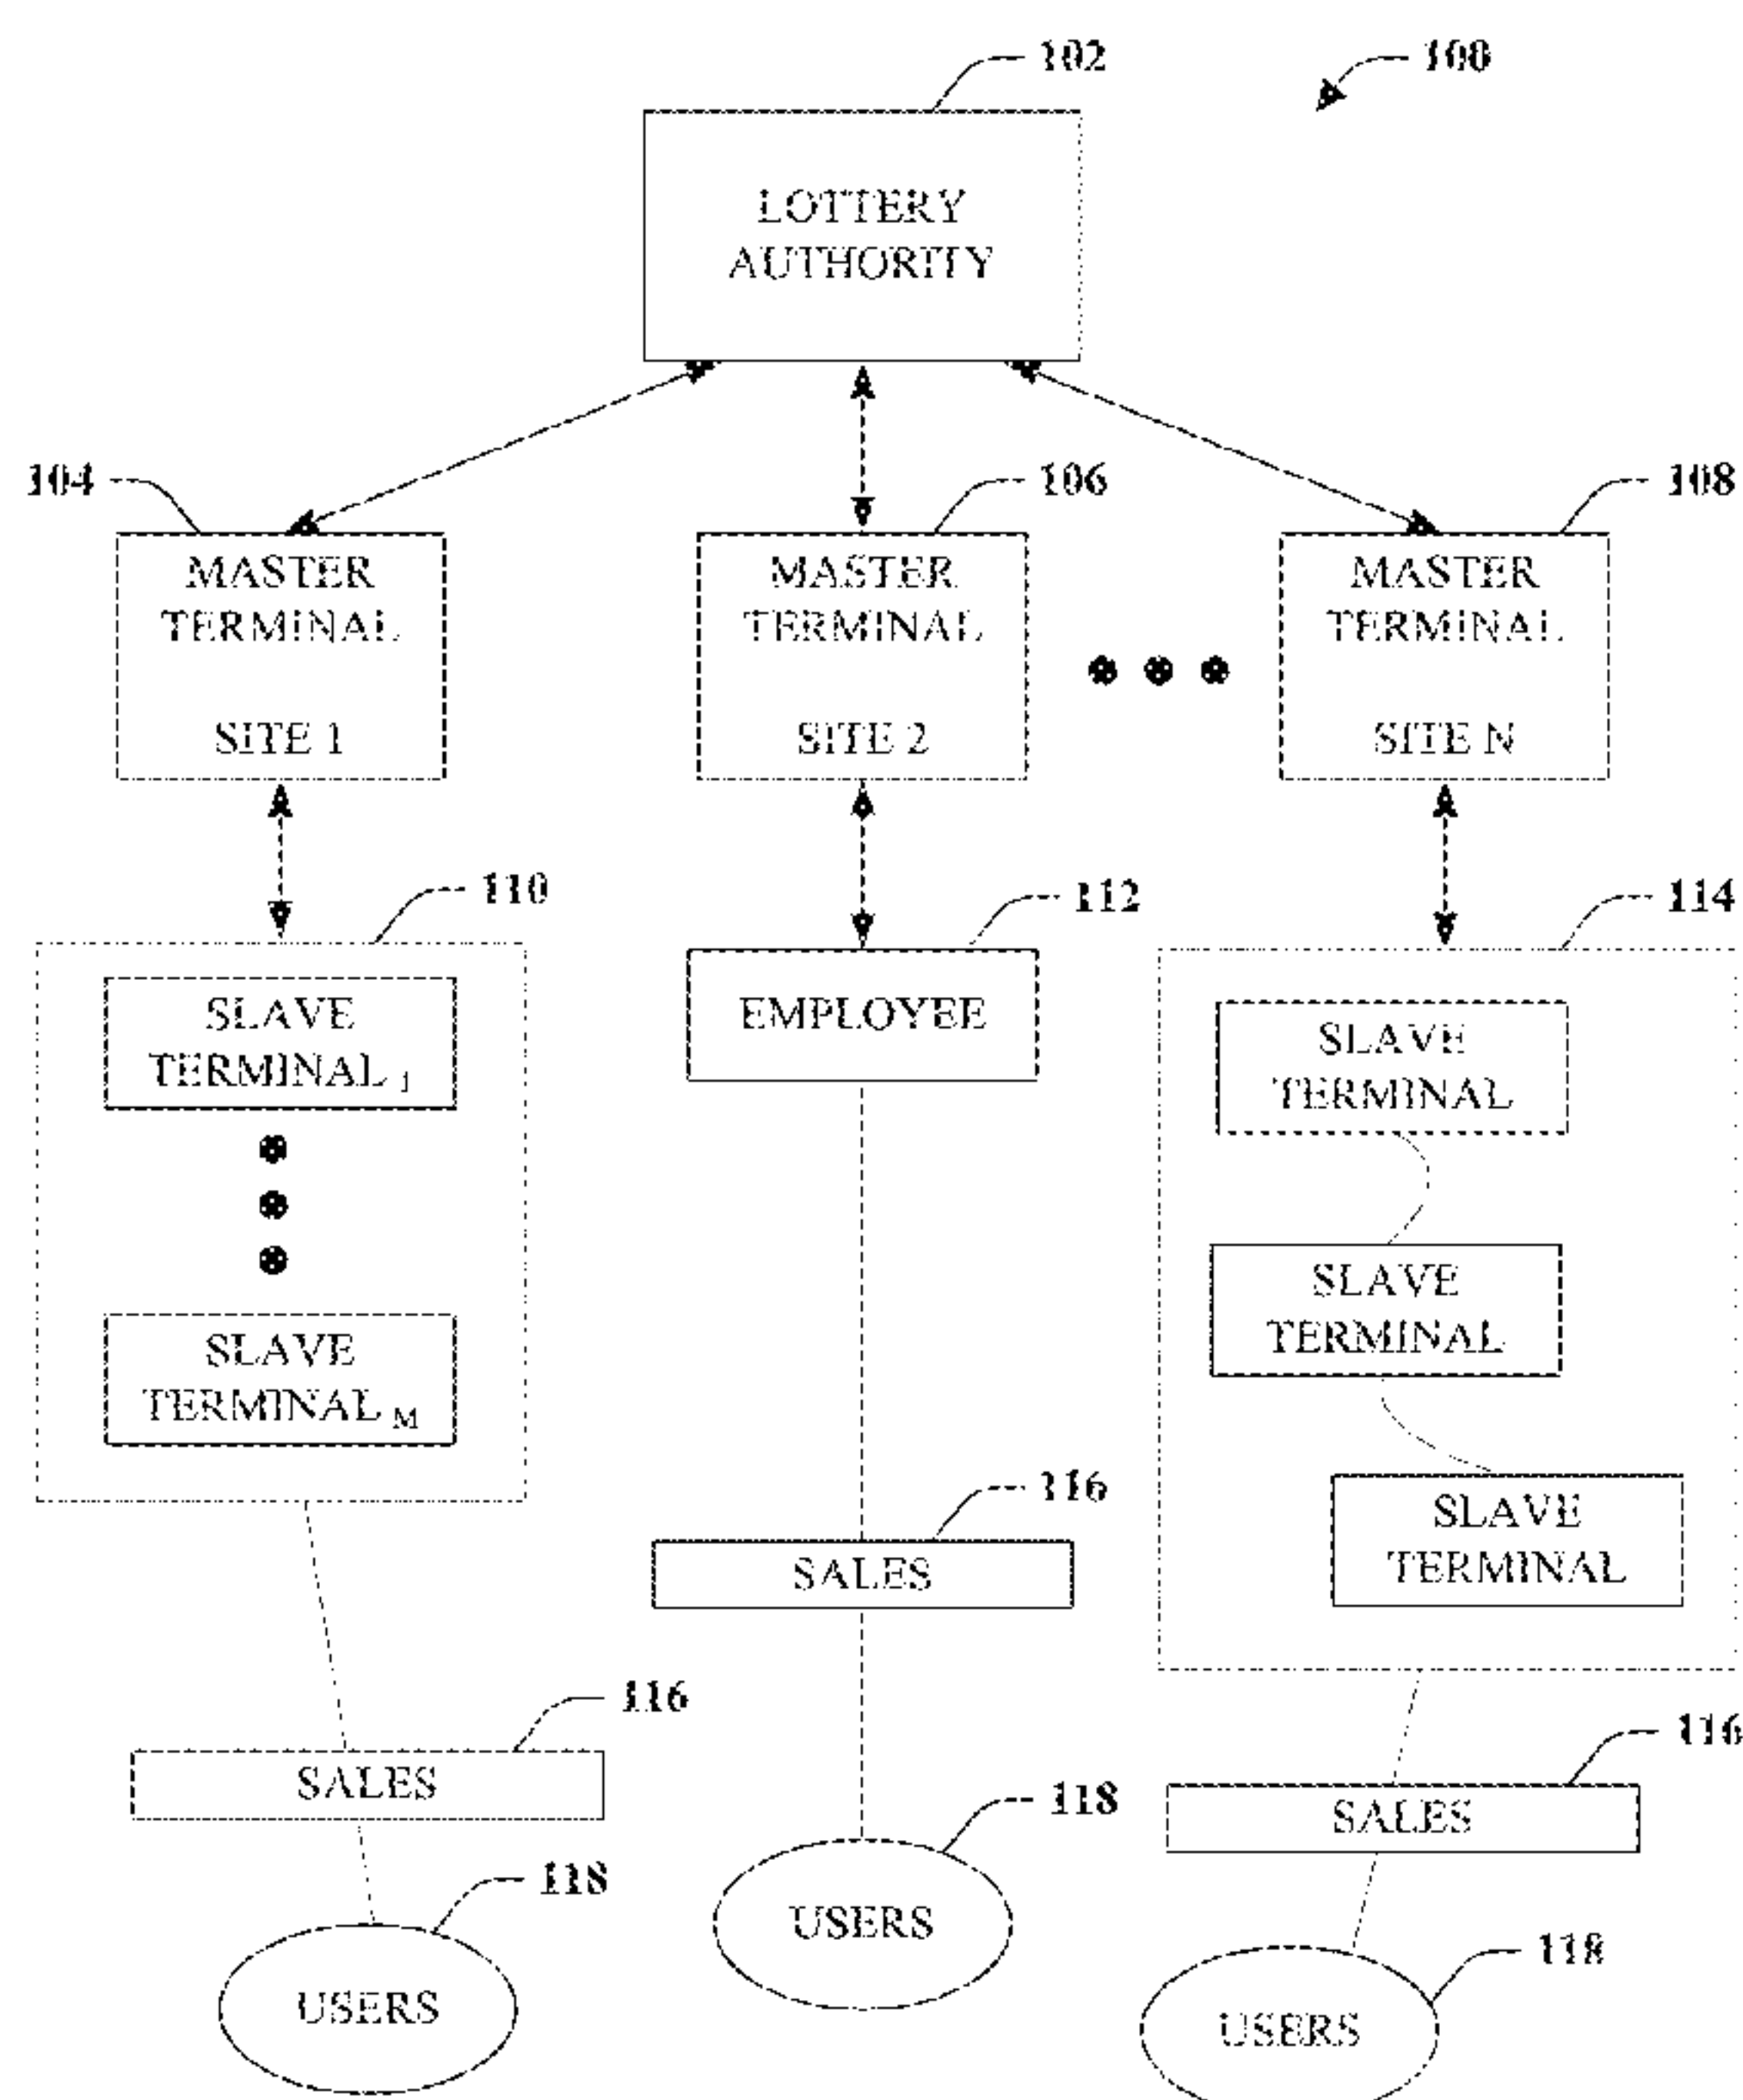 102
100
LOTTERY
AUTHORITY
104
106
108
MASTER
TERMINAL
SITE 1
MASTER
TERMINAL
SITE 2
MASTER
TERMINAL
SITE N
110
112
114
SLAVE
TERMINAL 1
SLAVE
TERMINAL M
EMPLOYEE
SLAVE
TERMINAL
SLAVE
TERMINAL
SLAVE
TERMINAL
116
SALES
116
SALES
116
SALES
118
USERS
118
USERS
118
USERS